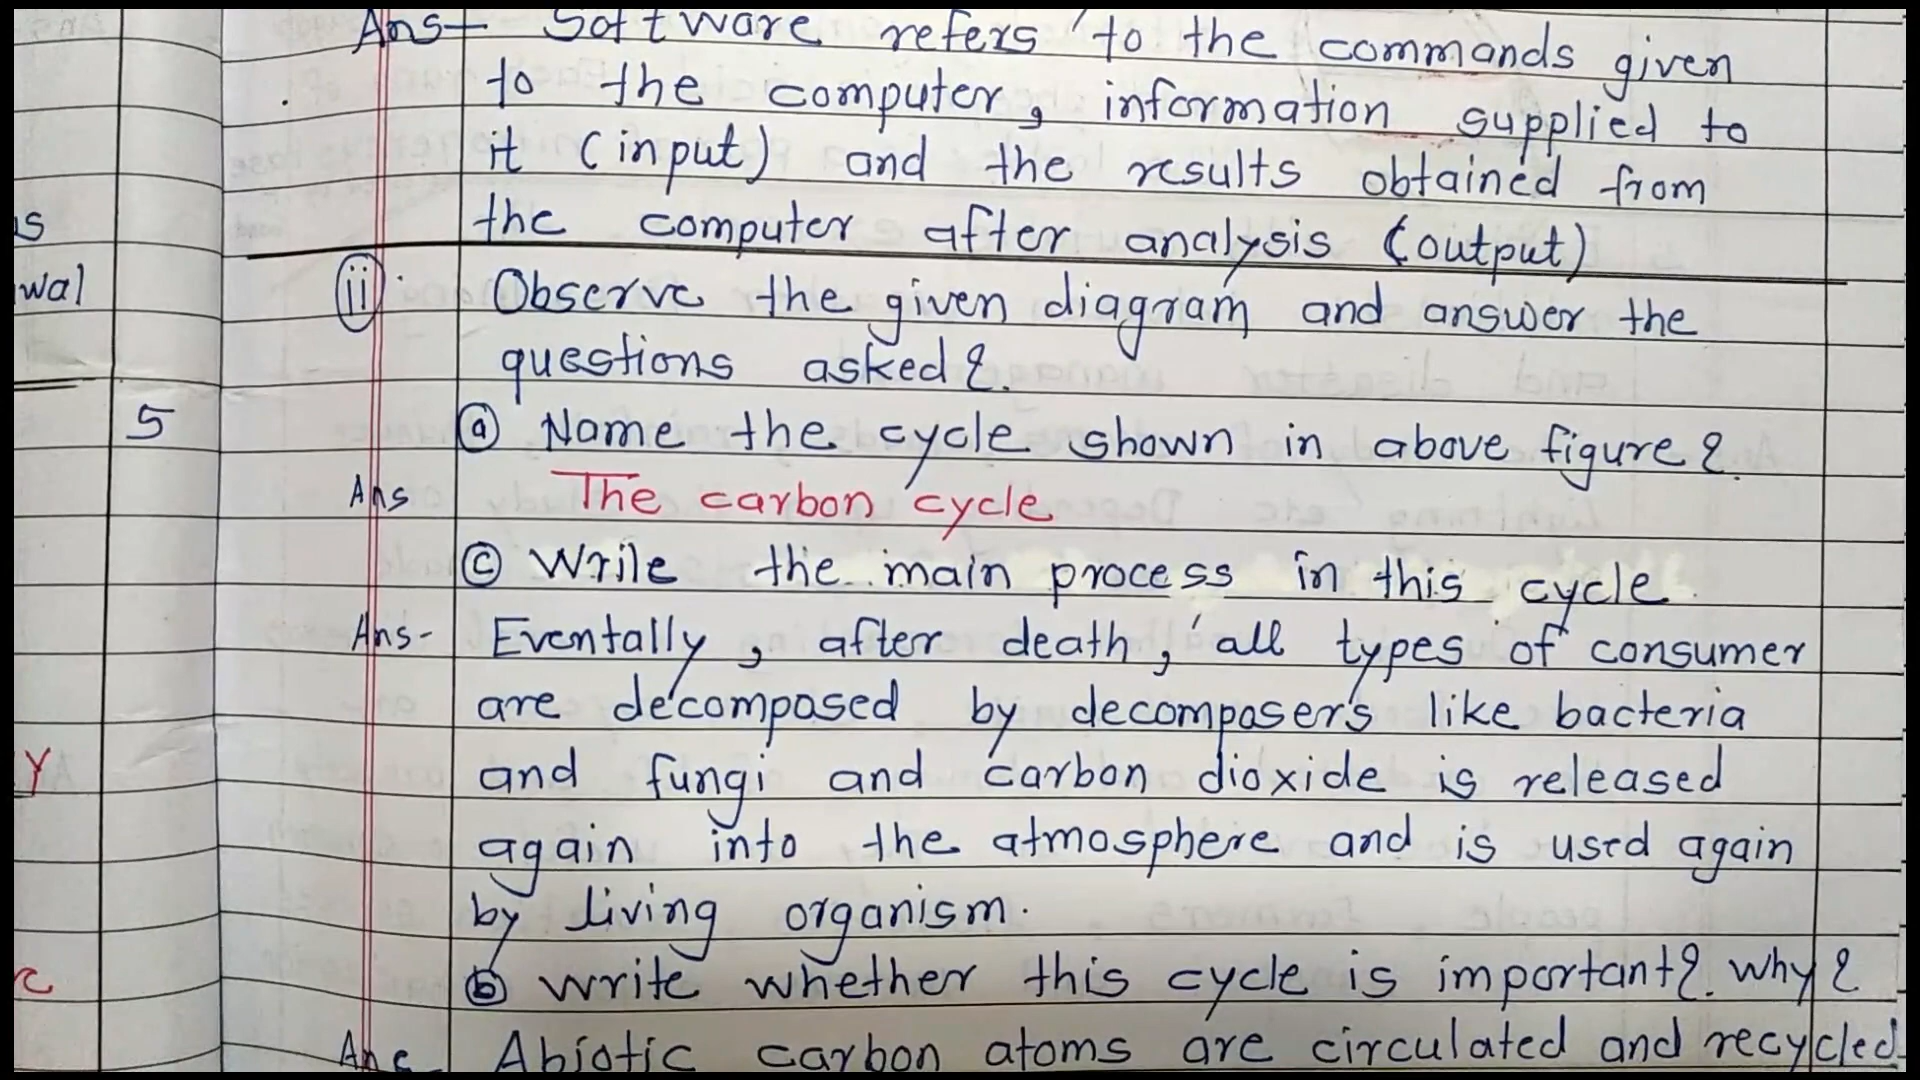 Ans- Software refers to the commands given
to the computer, information supplied to
it (input) and the results obtained from
the computer after analysis (output)
(ii) Observe the given diagram and answer the
questions asked?.
5
(a) Name the cycle shown in above figure?.
Ans The carbon cycle
(c) Write the main process in this cycle
Ans- Eventally, after death, all types of consumer
are decomposed by decomposers like bacteria
and fungi and carbon dioxide is released
again into the atmosphere and is used again
by living organism.
(b) Write whether this cycle is important?. why?
Ans Abiotic carbon atoms are circulated and recycled